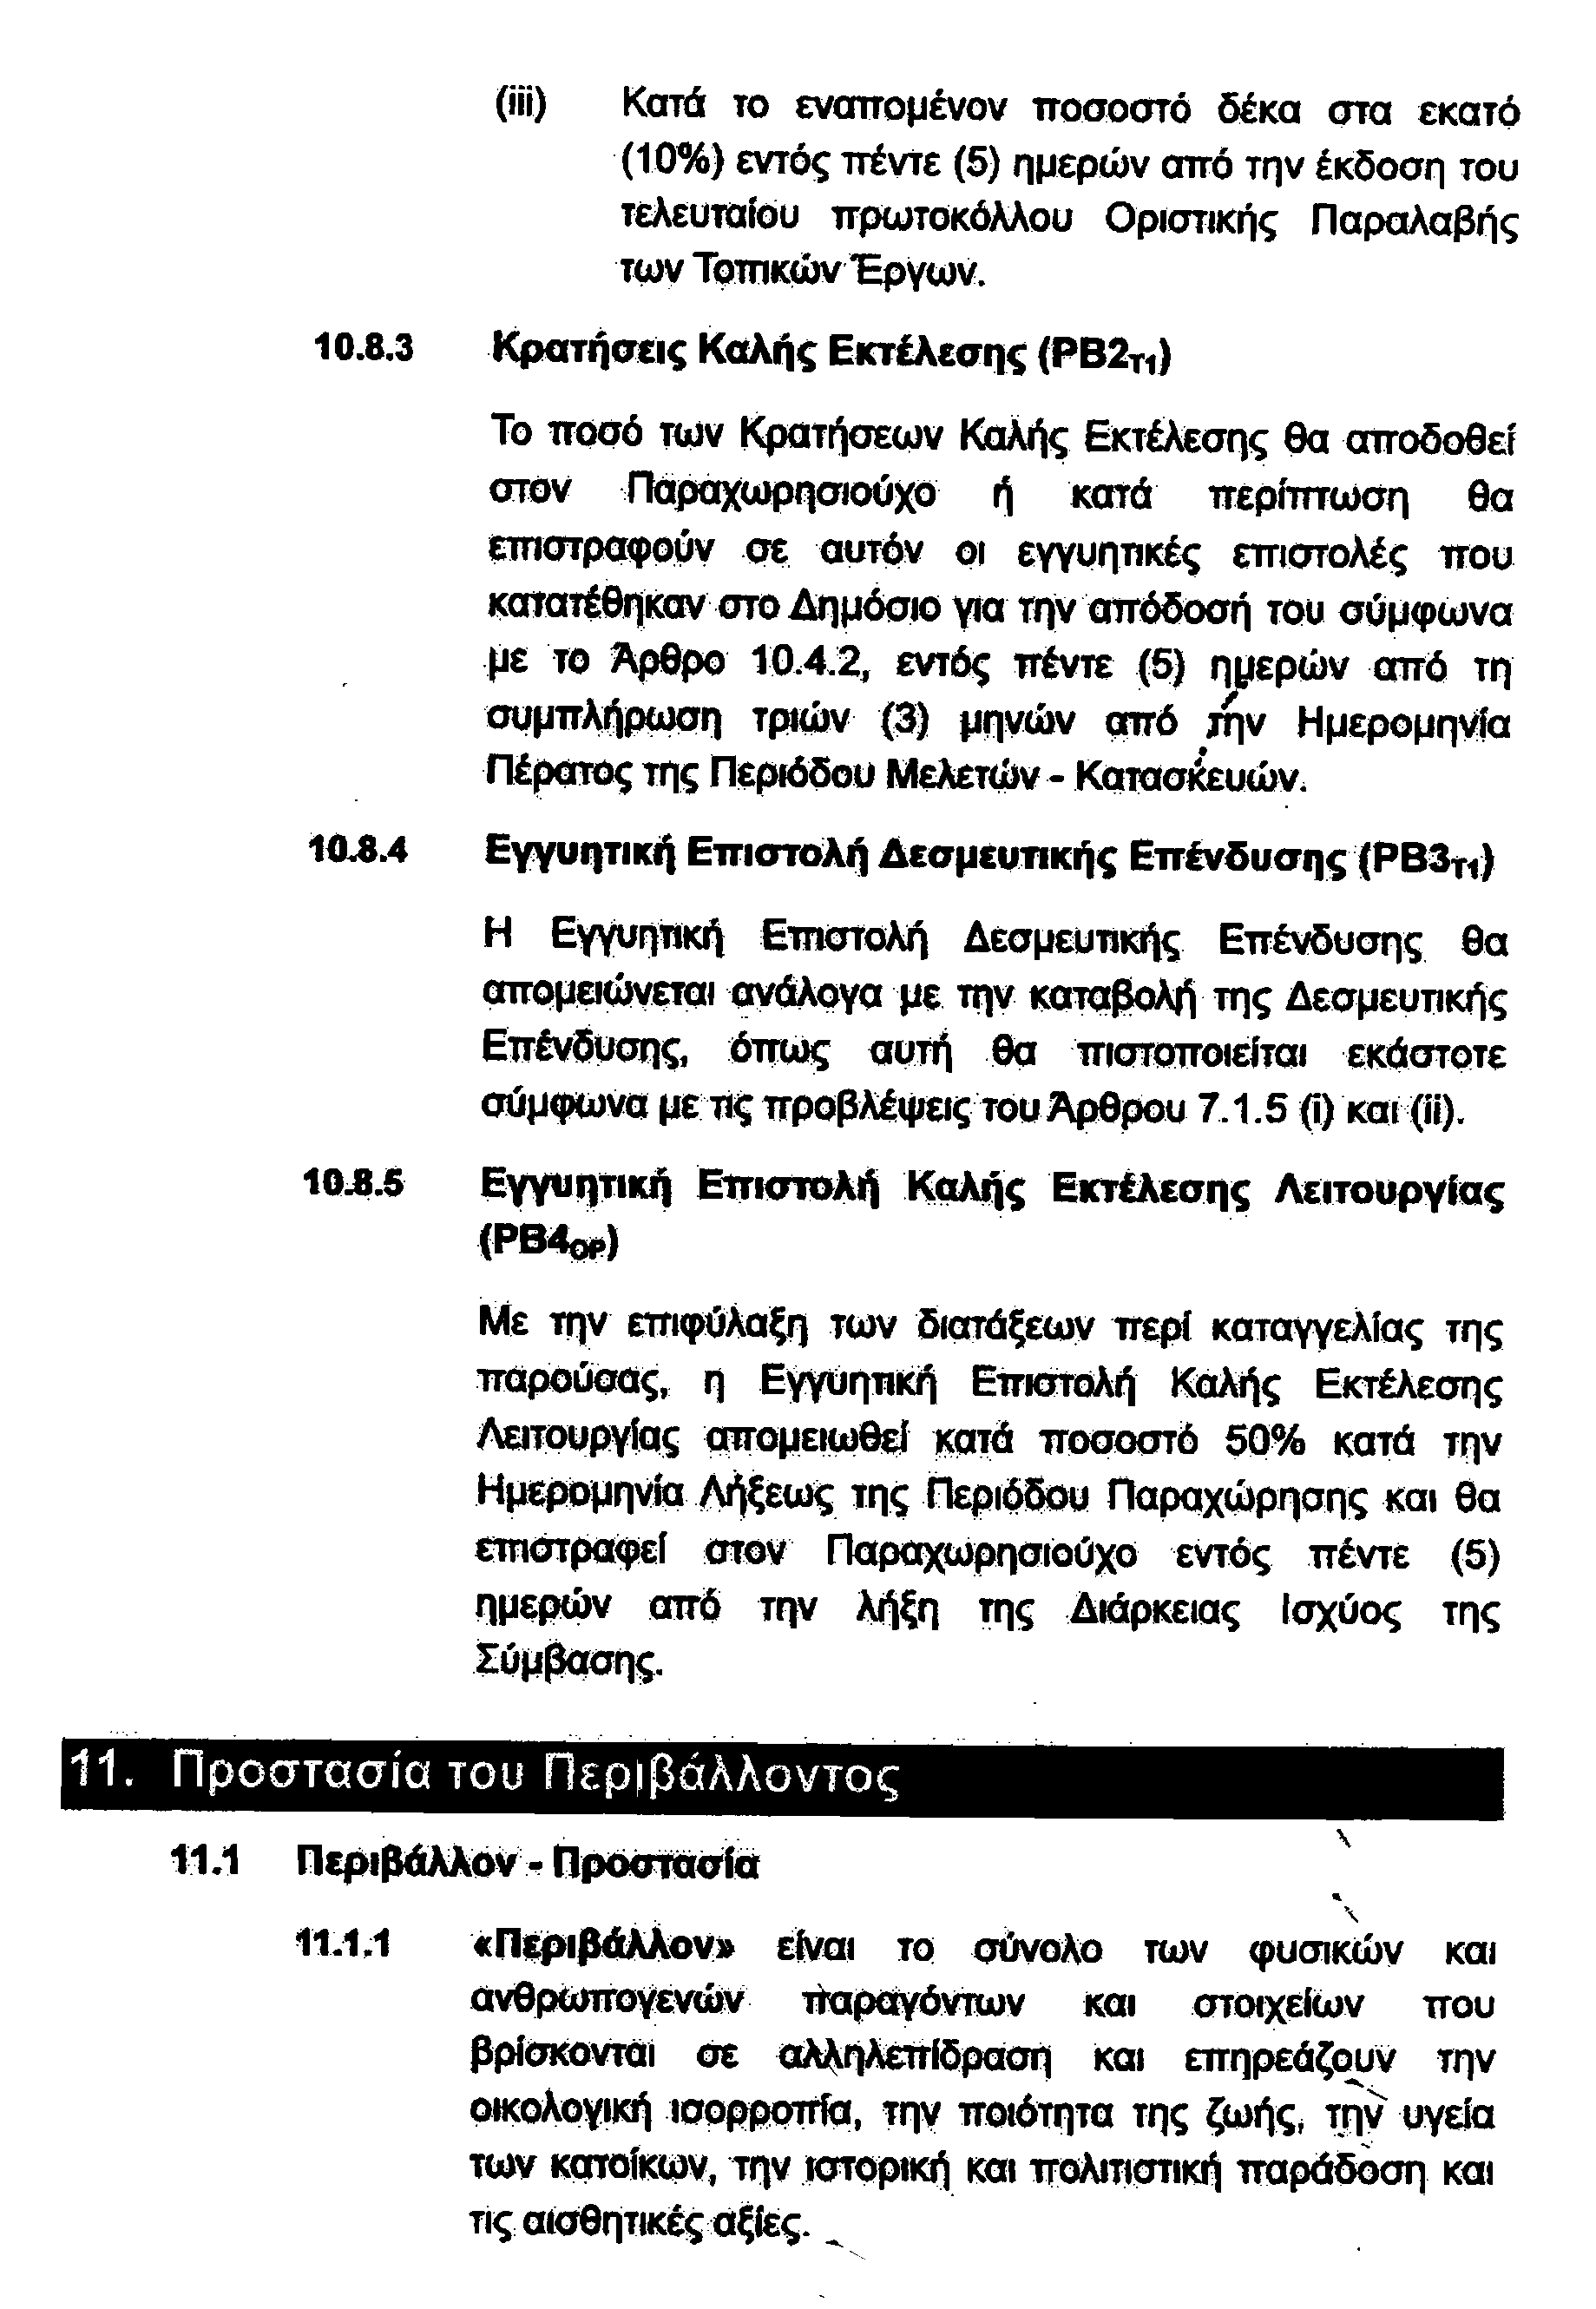 (iii) Κατά το εναπομένον ποσοστό δέκα στα εκατό
(10%) εντός πέντε (5) ημερών από την έκδοση του
τελευταίου πρωτοκόλλου Οριστικής Παραλαβής
των Τοπικών Έργων.
10.8.3 Κρατήσεις Καλής Εκτέλεσης (PB2T1)
Το ποσό των Κρατήσεων Καλής Εκτέλεσης θα αποδοθεί
στον Παραχωρησιούχο ή κατά περίπτωση θα
επιστραφούν σε αυτόν οι εγγυητικές επιστολές που
κατατέθηκαν στο Δημόσιο για την απόδοσή του σύμφωνα
με το Άρθρο 10.4.2, εντός πέντε (5) ημερών από τη
συμπλήρωση τριών (3) μηνών από την Ημερομηνία
Πέρατος της Περιόδου Μελετών - Κατασκευών.
10.8.4 Εγγυητική Επιστολή Δεσμευτικής Επένδυσης (PB3T1)
Η Εγγυητική Επιστολή Δεσμευτικής Επένδυσης θα
απομειώνεται ανάλογα με την καταβολή της Δεσμευτικής
Επένδυσης, όπως αυτή θα πιστοποιείται εκάστοτε
σύμφωνα με τις προβλέψεις του Άρθρου 7.1.5 (i) και (ii).
10.8.5 Εγγυητική Επιστολή Καλής Εκτέλεσης Λειτουργίας
(PB4OP)
Με την επιφύλαξη των διατάξεων περί καταγγελίας της
παρούσας, η Εγγυητική Επιστολή Καλής Εκτέλεσης
Λειτουργίας απομειωθεί κατά ποσοστό 50% κατά την
Ημερομηνία Λήξεως της Περιόδου Παραχώρησης και θα
επιστραφεί στον Παραχωρησιούχο εντός πέντε (5)
ημερών από την λήξη της Διάρκειας Ισχύος της
Σύμβασης.
11. Προστασία του Περιβάλλοντος
11.1 Περιβάλλον - Προστασία
11.1.1 «Περιβάλλον» είναι το σύνολο των φυσικών και
ανθρωπογενών παραγόντων και στοιχείων που
βρίσκονται σε αλληλεπίδραση και επηρεάζουν την
οικολογική ισορροπία, την ποιότητα της ζωής, την υγεία
των κατοίκων, την ιστορική και πολιτιστική παράδοση και
τις αισθητικές αξίες.